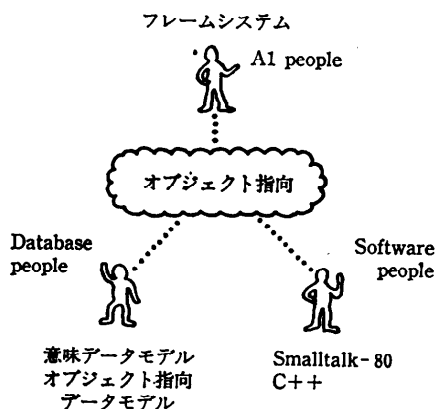 フレームシステム
A1 people
オブジェクト指向
Database
people
Software
people
意味データモデル
オブジェクト指向
データモデル
Smalltalk-80
C++